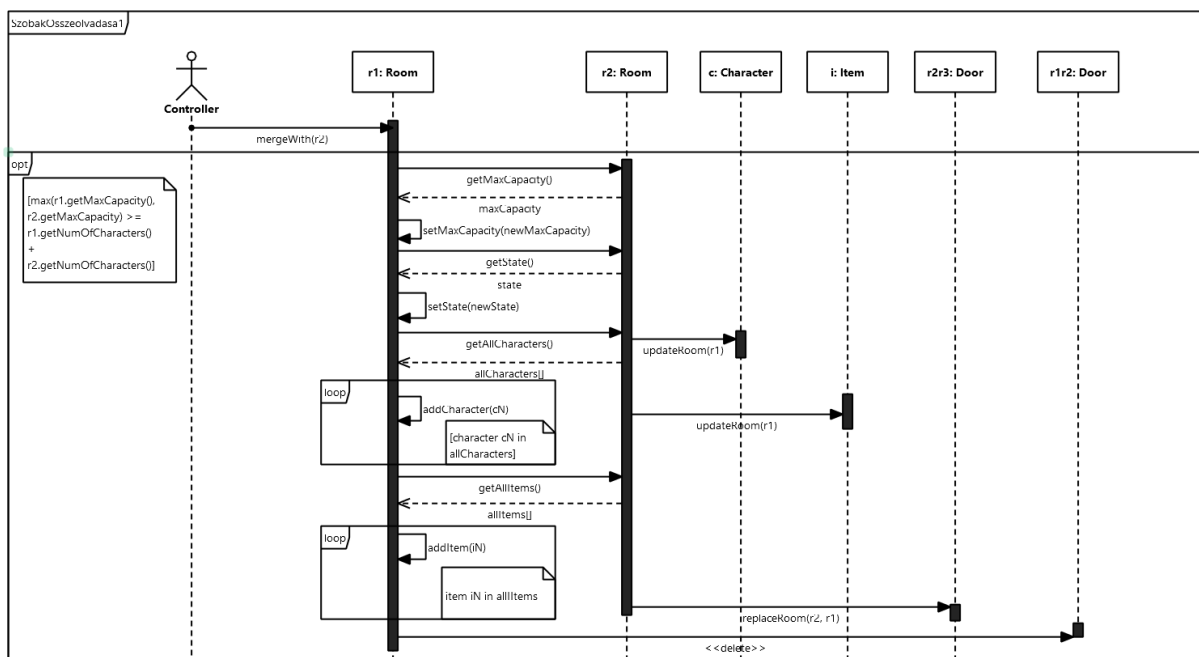 SzobakOsszeolvadasa1
r1: Room
r2: Room
c: Character
i: Item
r2r3: Door
r1r2: Door
Controller
mergeWith(r2)
opt
[max(r1.getMaxCapacity(),
r2.getMaxCapacity) >=
r1.getNumOfCharacters()
+
r2.getNumOfCharacters()]
getMaxCapacity()
maxCapacity
setMaxCapacity(newMaxCapacity)
getState()
state
setState(newState)
getAllCharacters()
updateRoom(r1)
allCharacters[]
loop
addCharacter(cN)
updateRoom(r1)
[character cN in
allCharacters]
getAllItems()
allItems[]
loop
addItem(iN)
item iN in allItems
replaceRoom(r2, r1)
<<delete>>